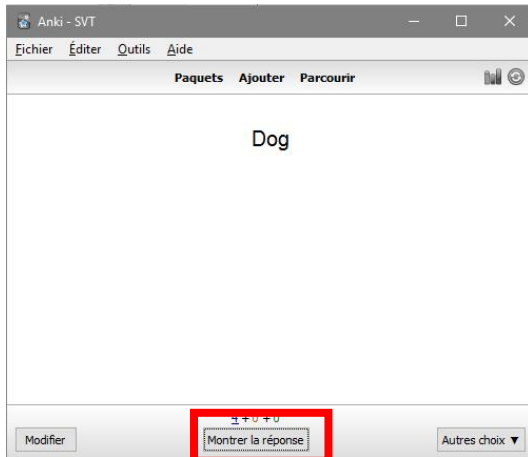 Anki - SVT
Fichier Éditer Outils Aide
Paquets Ajouter Parcourir
Dog
4 + 0 + 0
Modifier Montrer la réponse Autres choix ▼